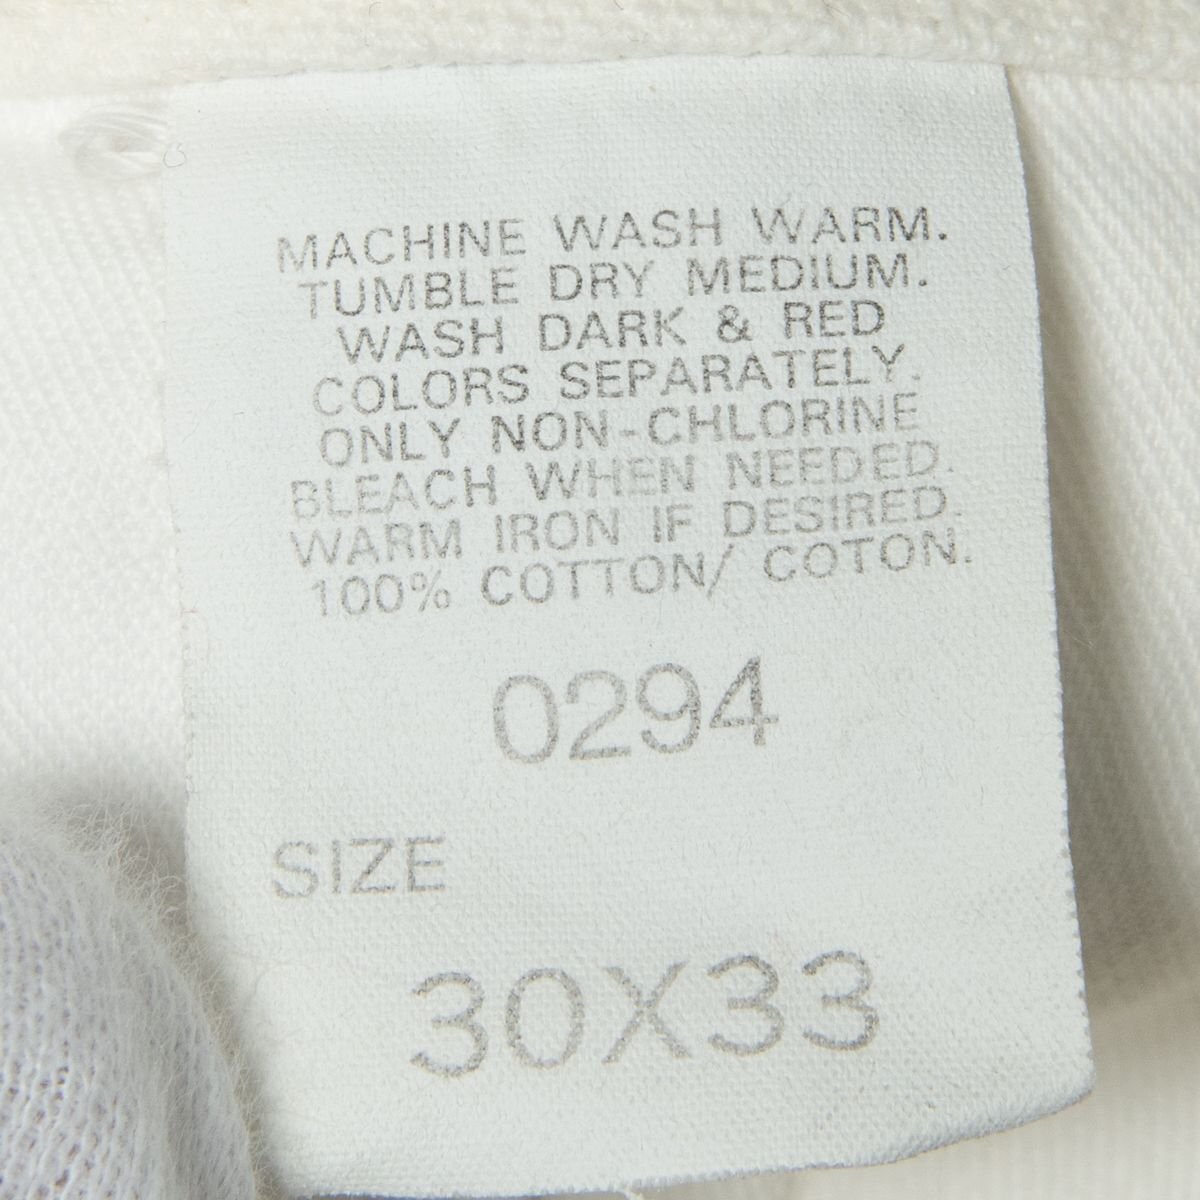 MACHINE WASH WARM.
TUMBLE DRY MEDIUM.
WASH DARK & RED
COLORS SEPARATELY.
ONLY NON-CHLORINE
BLEACH WHEN NEEDED.
WARM IRON IF DESIRED.
100% COTTON/ COTON.
0294
SIZE
30X33